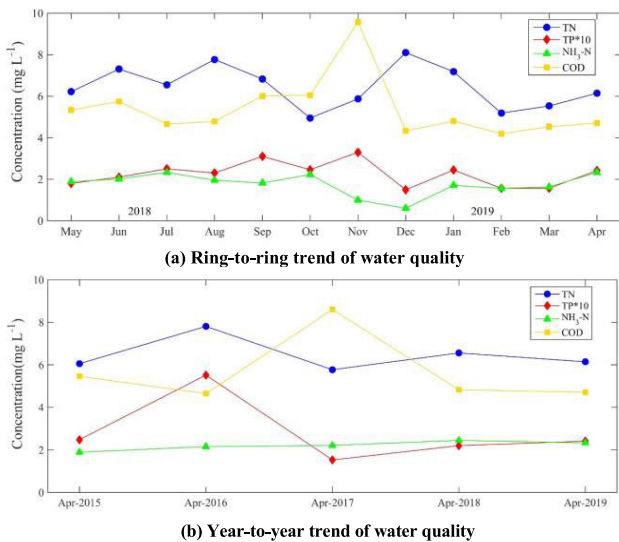 10
8
6
4
2
0
Concentration (mg L⁻¹)
TN
TP*10
NH₃-N
COD
2018
2019
May Jun Jul Aug Sep Oct Nov Dec Jan Feb Mar Apr
(a) Ring-to-ring trend of water quality
10
8
6
4
2
0
Concentration(mg L⁻¹)
TN
TP*10
NH₃-N
COD
Apr-2015 Apr-2016 Apr-2017 Apr-2018 Apr-2019
(b) Year-to-year trend of water quality